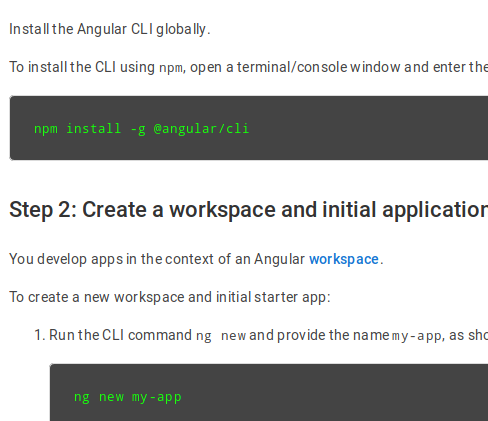 Install the Angular CLI globally.
To install the CLI using npm, open a terminal/console window and enter the
npm install -g @angular/cli
Step 2: Create a workspace and initial application
You develop apps in the context of an Angular workspace.
To create a new workspace and initial starter app:
1. Run the CLI command ng new and provide the name my-app, as sho
ng new my-app